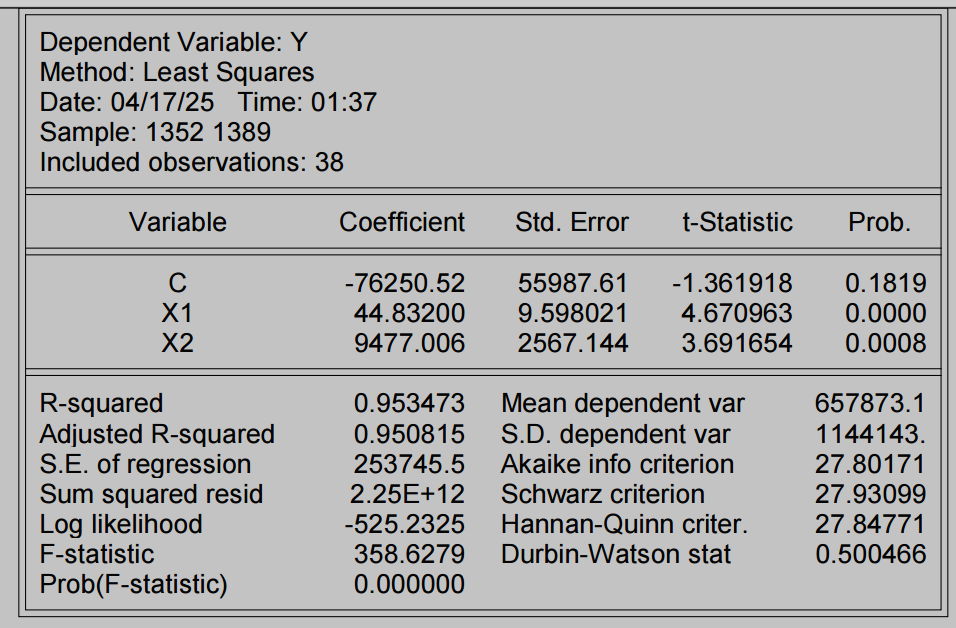 Dependent Variable: Y
Method: Least Squares
Date: 04/17/25 Time: 01:37
Sample: 1352 1389
Included observations: 38
Variable Coefficient Std. Error t-Statistic Prob.
C -76250.52 55987.61 -1.361918 0.1819
X1 44.83200 9.598021 4.670963 0.0000
X2 9477.006 2567.144 3.691654 0.0008
R-squared 0.953473 Mean dependent var 657873.1
Adjusted R-squared 0.950815 S.D. dependent var 1144143.
S.E. of regression 253745.5 Akaike info criterion 27.80171
Sum squared resid 2.25E+12 Schwarz criterion 27.93099
Log likelihood -525.2325 Hannan-Quinn criter. 27.84771
F-statistic 358.6279 Durbin-Watson stat 0.500466
Prob(F-statistic) 0.000000